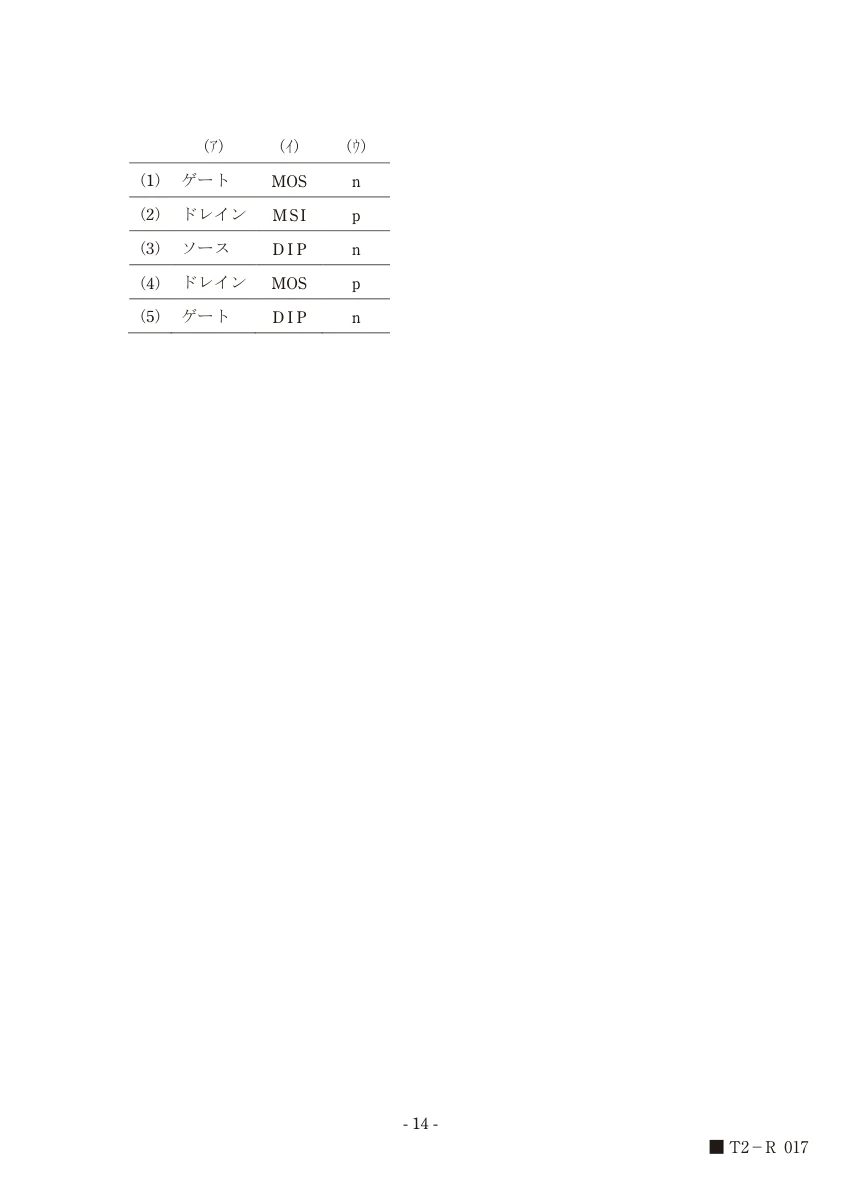 (ア) (イ) (ウ)
(1) ゲート MOS n
(2) ドレイン MSI p
(3) ソース DIP n
(4) ドレイン MOS p
(5) ゲート DIP n
- 14 -
■ T2－R 017